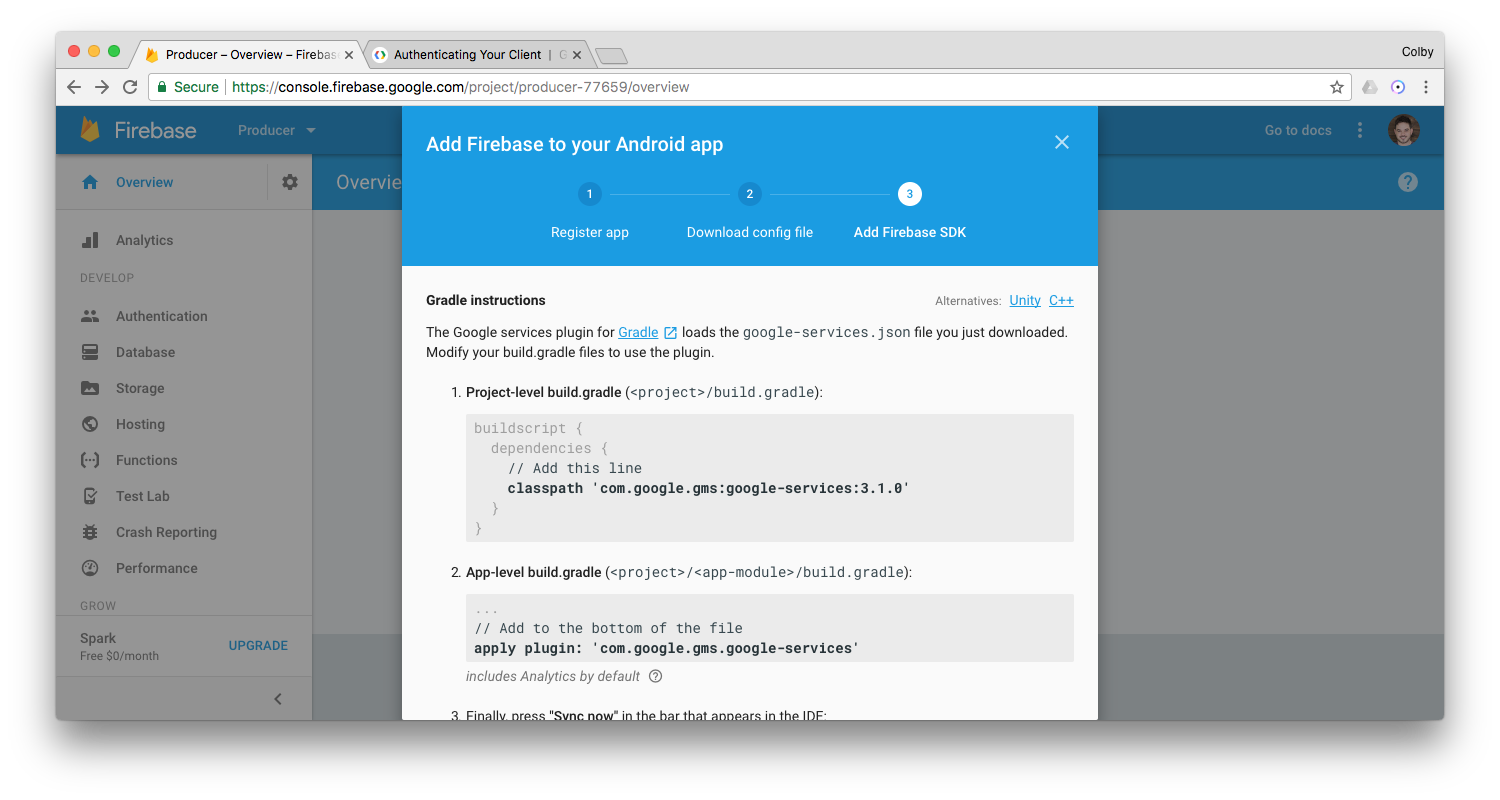 Producer – Overview – Firebas
Authenticating Your Client | G
Colby
Secure https://console.firebase.google.com/project/producer-77659/overview
Firebase
Producer
Go to docs
Overview
Overvie
Analytics
DEVELOP
Authentication
Database
Storage
Hosting
Functions
Test Lab
Crash Reporting
Performance
GROW
Spark
Free $0/month
UPGRADE
Add Firebase to your Android app
1
2
3
Register app
Download config file
Add Firebase SDK
Gradle instructions
Alternatives: Unity C++
The Google services plugin for Gradle loads the google-services.json file you just downloaded.
Modify your build.gradle files to use the plugin.
1. Project-level build.gradle (<project>/build.gradle):
buildscript {
dependencies {
// Add this line
classpath 'com.google.gms:google-services:3.1.0'
}
}
2. App-level build.gradle (<project>/<app-module>/build.gradle):
...
// Add to the bottom of the file
apply plugin: 'com.google.gms.google-services'
includes Analytics by default ?
3. Finally, press "Sync now" in the bar that appears in the IDE: